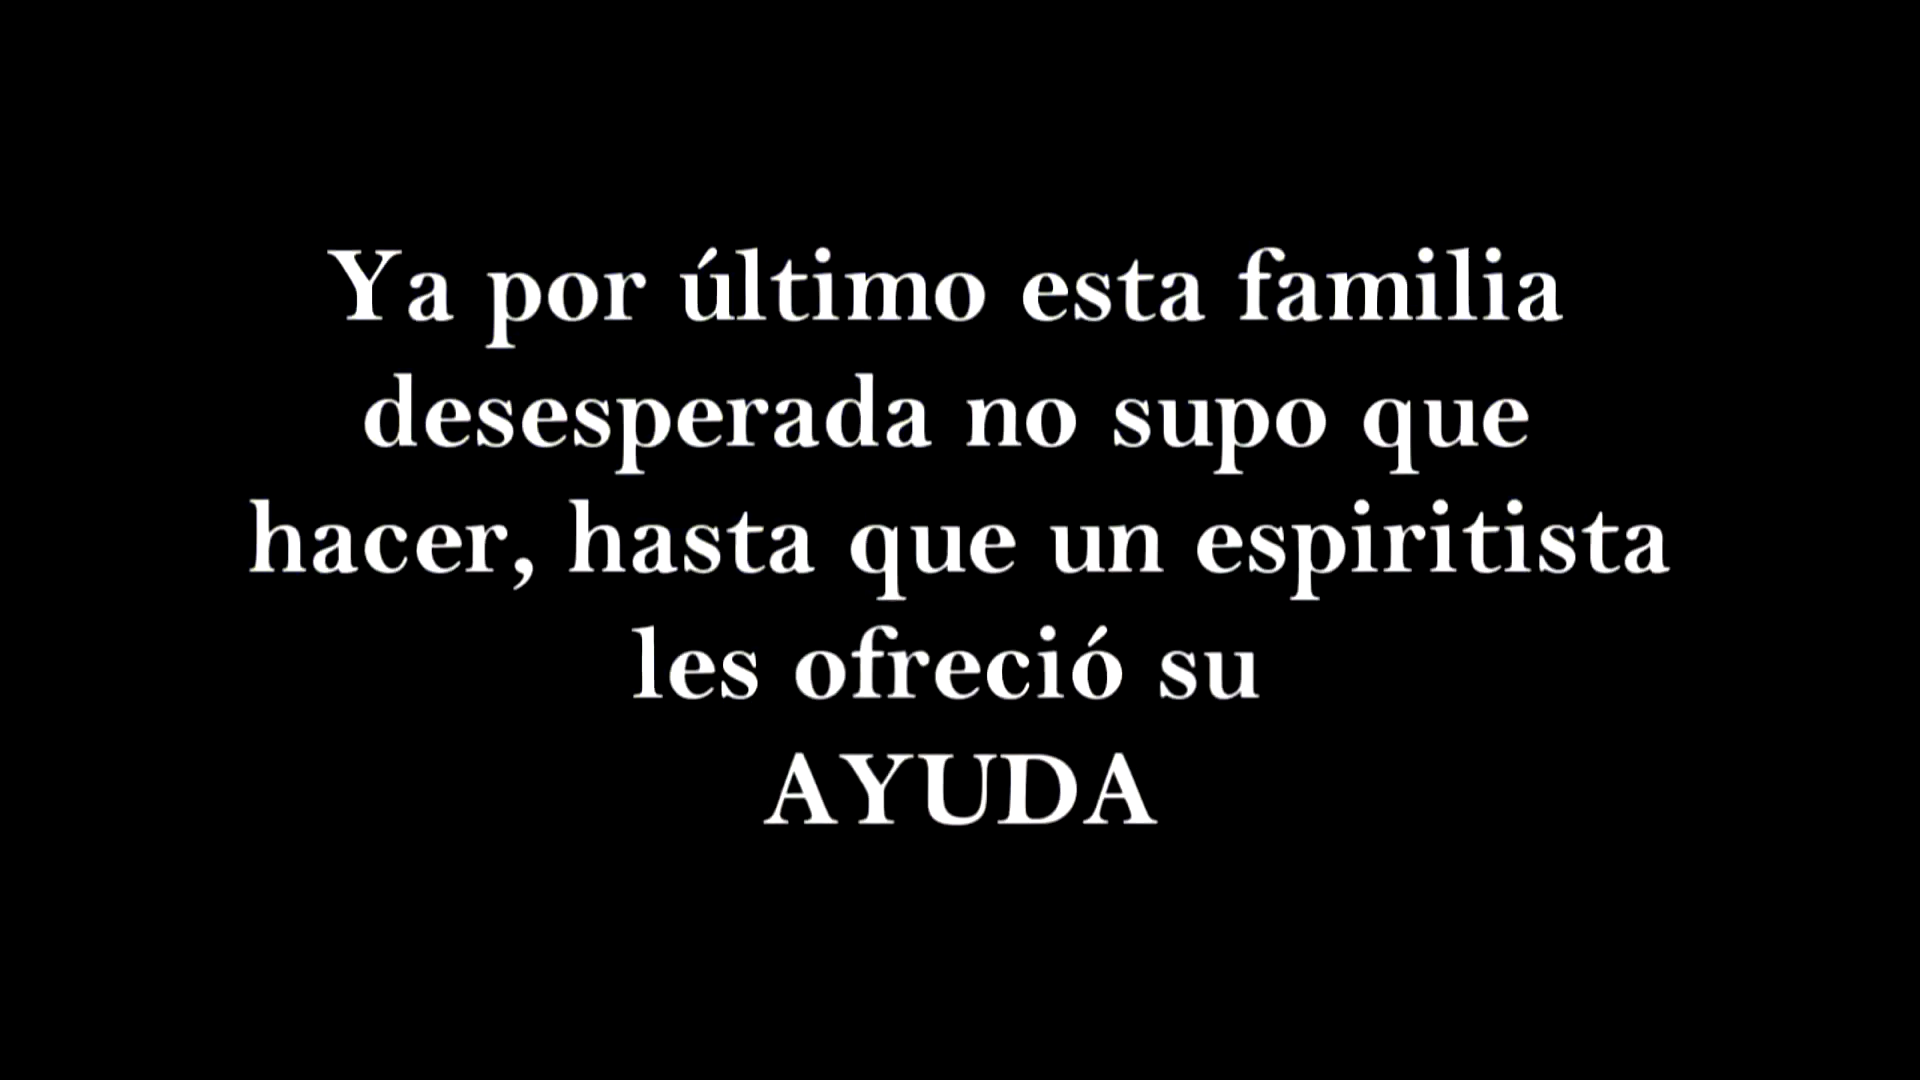 Ya por último esta familia
desesperada no supo que
hacer, hasta que un espiritista
les ofreció su
AYUDA